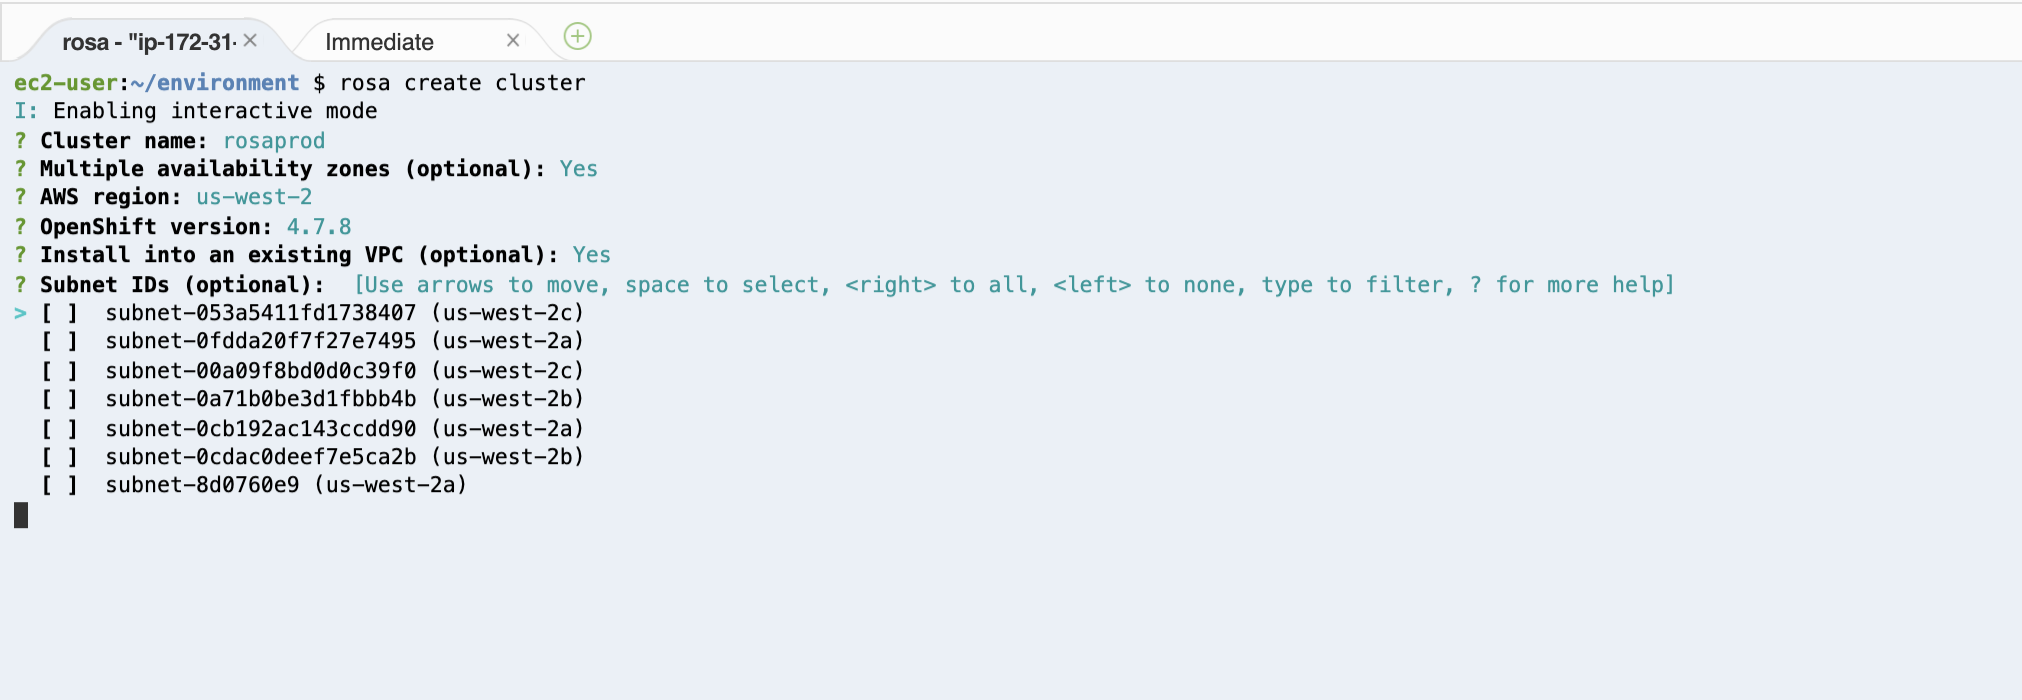 rosa - "ip-172-31- ×
Immediate ×
ec2-user:~/environment $ rosa create cluster
I: Enabling interactive mode
? Cluster name: rosaprod
? Multiple availability zones (optional): Yes
? AWS region: us-west-2
? OpenShift version: 4.7.8
? Install into an existing VPC (optional): Yes
? Subnet IDs (optional):  [Use arrows to move, space to select, <right> to all, <left> to none, type to filter, ? for more help]
> [ ]  subnet-053a5411fd1738407 (us-west-2c)
  [ ]  subnet-0fdda20f7f27e7495 (us-west-2a)
  [ ]  subnet-00a09f8bd0d0c39f0 (us-west-2c)
  [ ]  subnet-0a71b0be3d1fbbb4b (us-west-2b)
  [ ]  subnet-0cb192ac143ccdd90 (us-west-2a)
  [ ]  subnet-0cdac0deef7e5ca2b (us-west-2b)
  [ ]  subnet-8d0760e9 (us-west-2a)